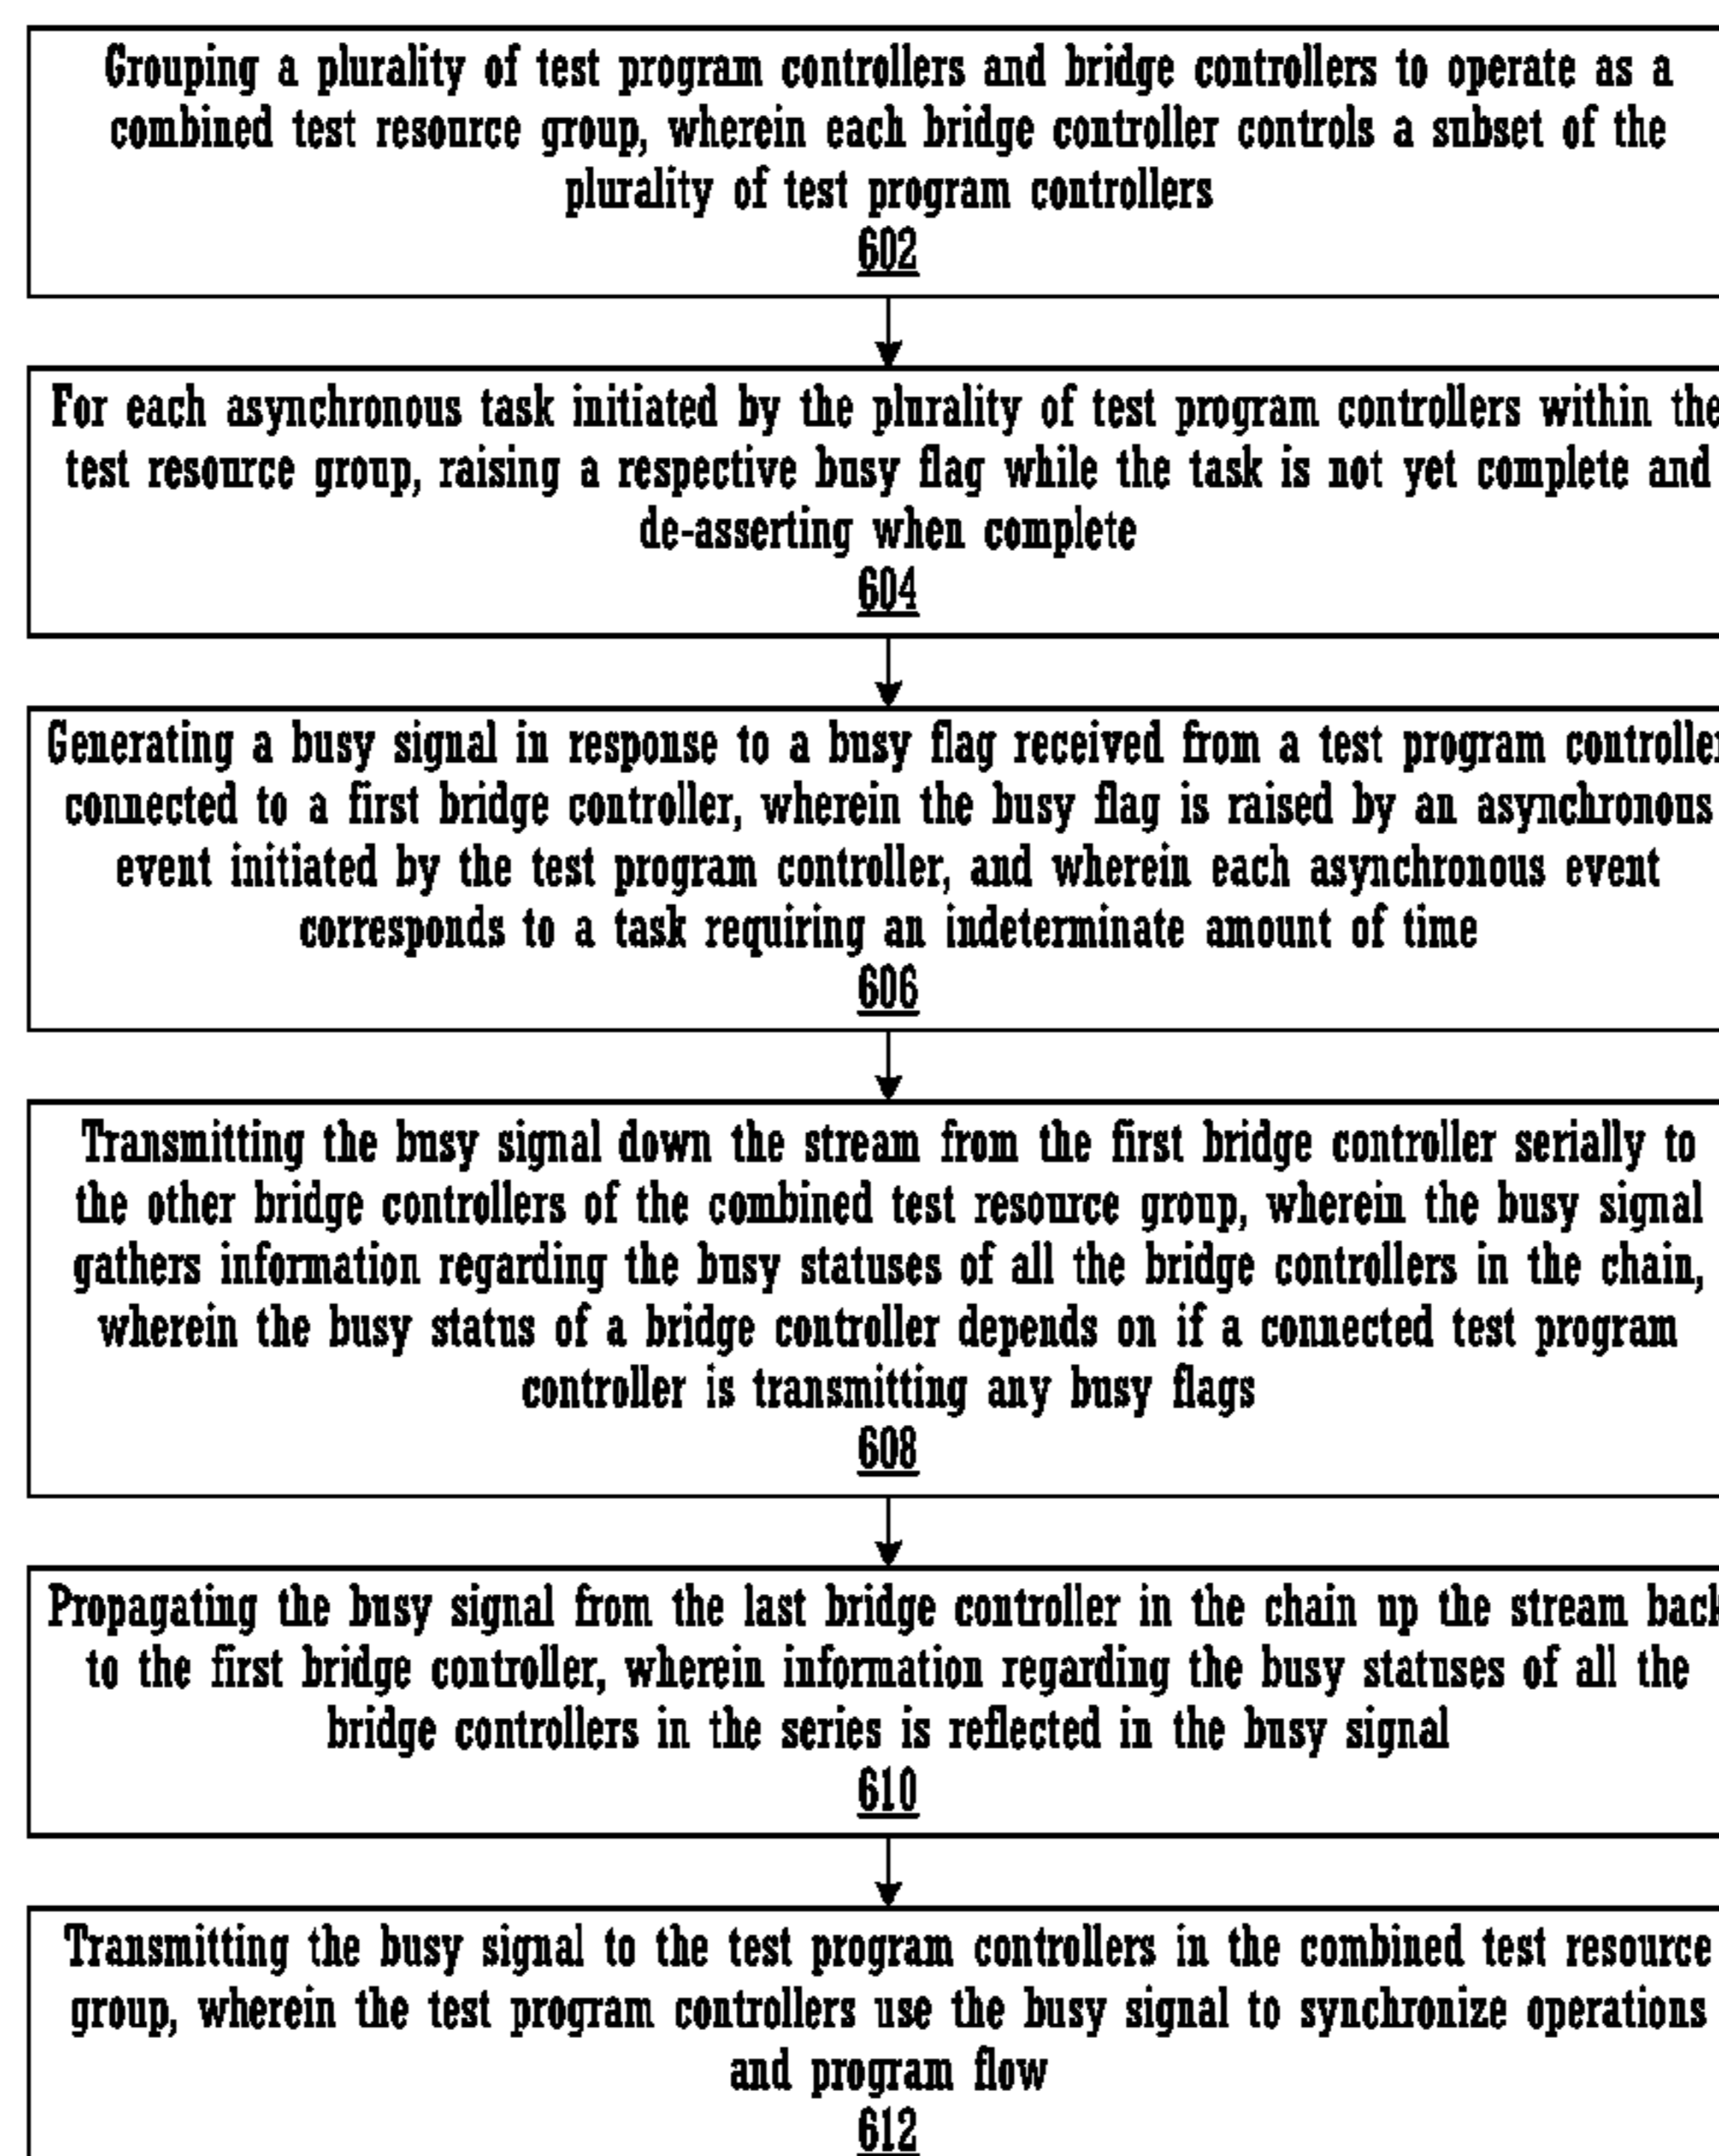 Grouping a plurality of test program controllers and bridge controllers to operate as a
combined test resource group, wherein each bridge controller controls a subset of the
plurality of test program controllers
602
For each asynchronous task initiated by the plurality of test program controllers within the
test resource group, raising a respective busy flag while the task is not yet complete and
de-asserting when complete
604
Generating a busy signal in response to a busy flag received from a test program controller
connected to a first bridge controller, wherein the busy flag is raised by an asynchronous
event initiated by the test program controller, and wherein each asynchronous event
corresponds to a task requiring an indeterminate amount of time
606
Transmitting the busy signal down the stream from the first bridge controller serially to
the other bridge controllers of the combined test resource group, wherein the busy signal
gathers information regarding the busy statuses of all the bridge controllers in the chain,
wherein the busy status of a bridge controller depends on if a connected test program
controller is transmitting any busy flags
608
Propagating the busy signal from the last bridge controller in the chain up the stream back
to the first bridge controller, wherein information regarding the busy statuses of all the
bridge controllers in the series is reflected in the busy signal
610
Transmitting the busy signal to the test program controllers in the combined test resource
group, wherein the test program controllers use the busy signal to synchronize operations
and program flow
612